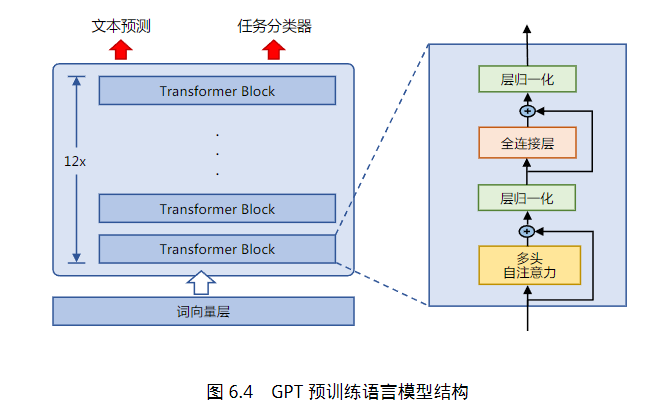 文本预测
任务分类器
Transformer Block
12x
Transformer Block
Transformer Block
词向量层
层归一化
+
全连接层
层归一化
+
多头
自注意力
图 6.4 GPT 预训练语言模型结构